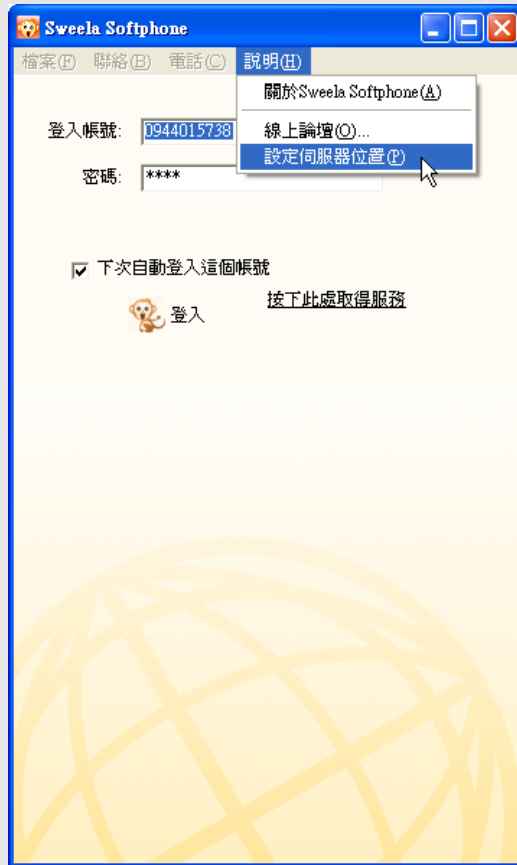 Sweela Softphone
檔案(F) 聯絡(B) 電話(C) 說明(H)
關於Sweela Softphone(A)
線上論壇(O)...
設定伺服器位置(P)
登入帳號: 0944015738
密碼: ****
下次自動登入這個帳號
登入
按下此處取得服務